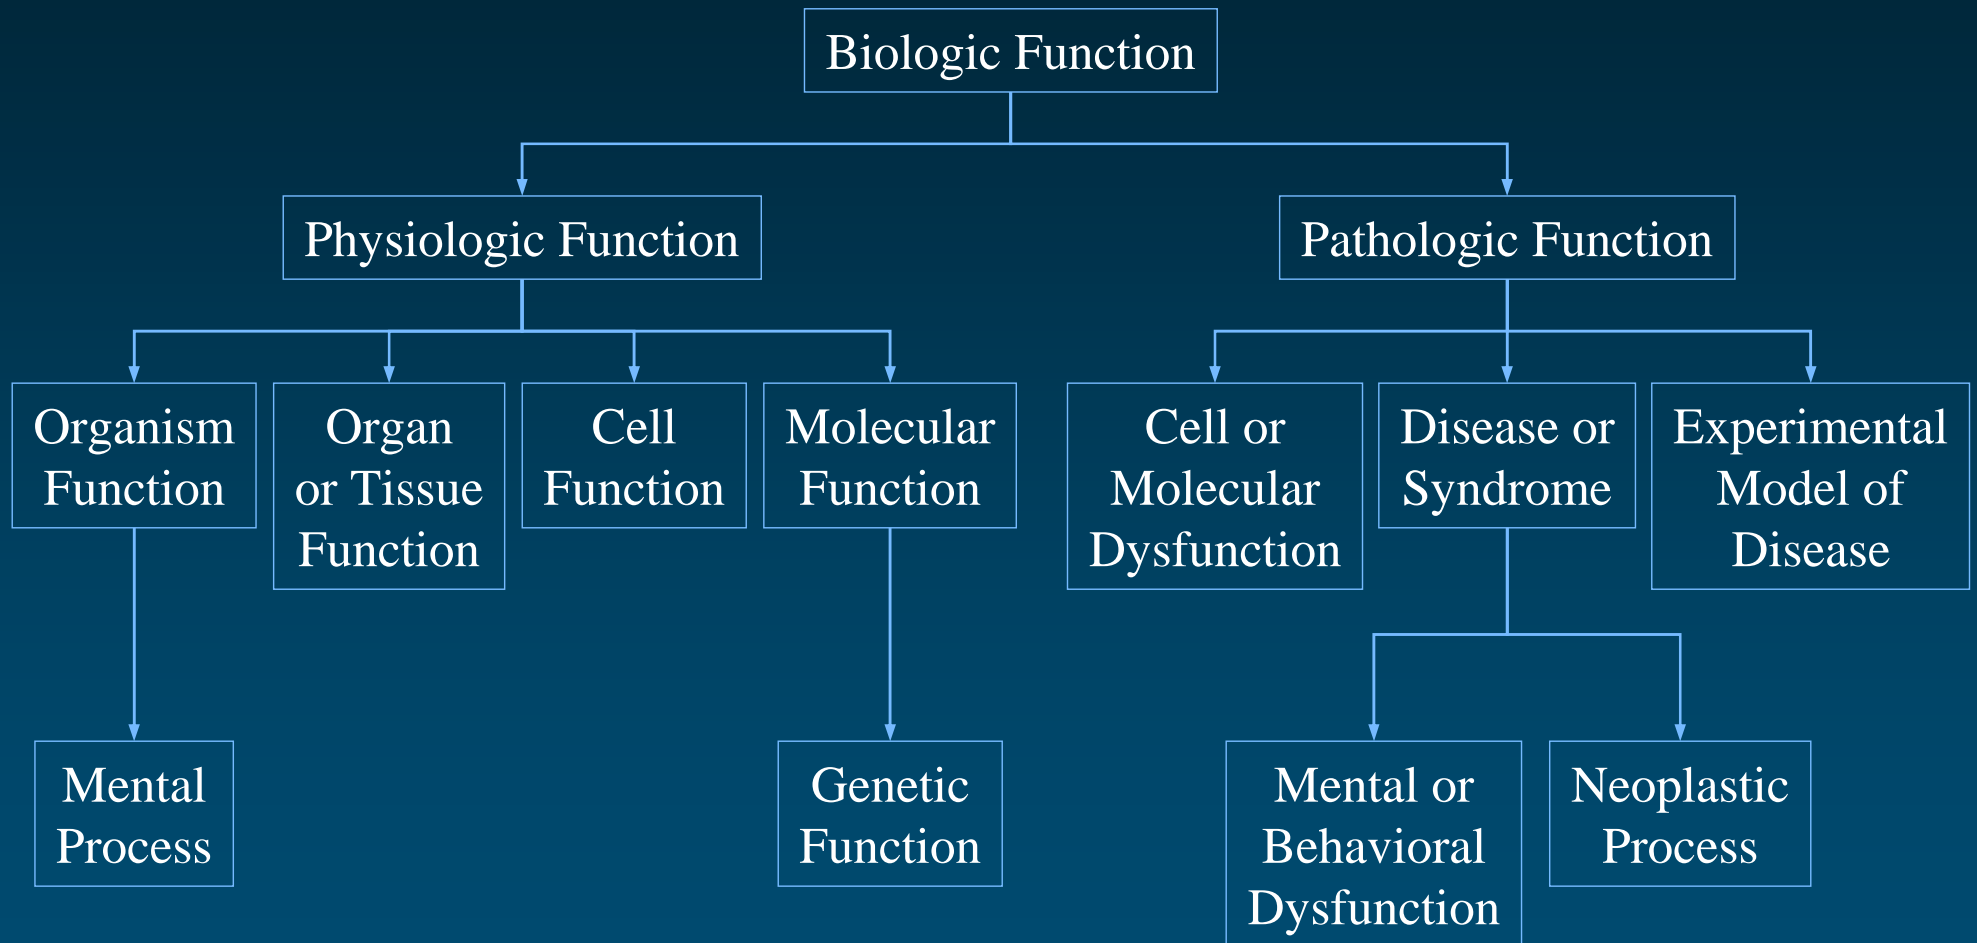 Biologic Function
Physiologic Function
Pathologic Function
Organism
Function
Organ
or Tissue
Function
Cell
Function
Molecular
Function
Cell or
Molecular
Dysfunction
Disease or
Syndrome
Experimental
Model of
Disease
Mental
Process
Genetic
Function
Mental or
Behavioral
Dysfunction
Neoplastic
Process